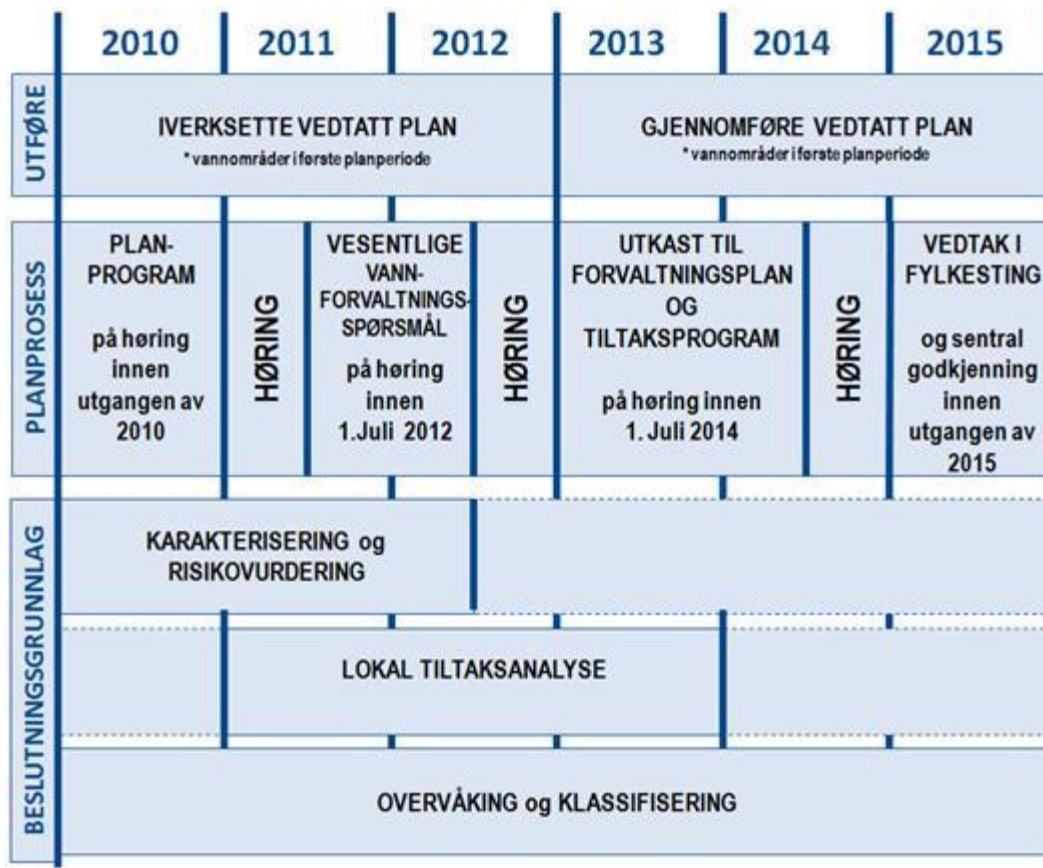 2010 2011 2012 2013 2014 2015
UTFØRE
IVERKSETTE VEDTATT PLAN
* vannområder i første planperiode
GJENNOMFØRE VEDTATT PLAN
* vannområder i første planperiode
PLANPROSESS
PLAN-
PROGRAM
på høring
innen
utgangen av
2010
HØRING
VESENTLIGE
VANN-
FORVALTNINGS-
SPØRSMÅL
på høring
innen
1.Juli 2012
HØRING
UTKAST TIL
FORVALTNINGSPLAN
OG
TILTAKSPROGRAM
på høring innen
1. Juli 2014
HØRING
VEDTAK I
FYLKESTING
og sentral
godkjenning
innen
utgangen av
2015
BESLUTNINGSGRUNNLAG
KARAKTERISERING og
RISIKOVURDERING
LOKAL TILTAKSANALYSE
OVERVÅKING og KLASSIFISERING